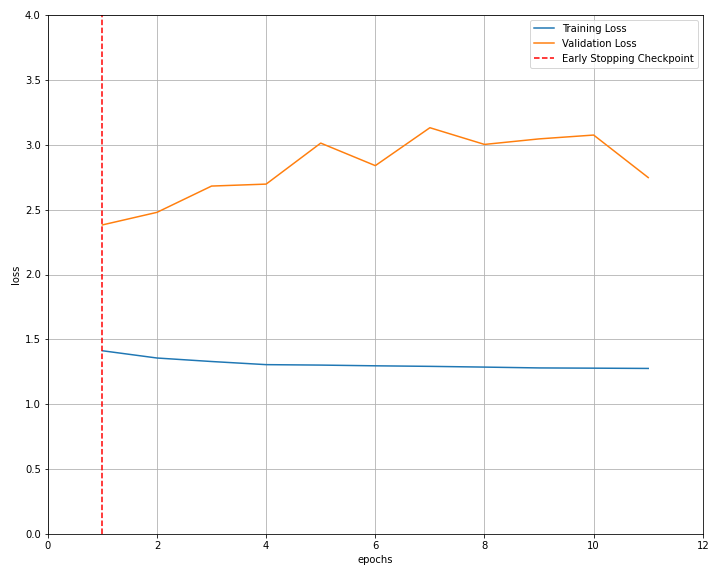 4.0
3.5
3.0
2.5
2.0
1.5
1.0
0.5
0.0
loss
0 2 4 6 8 10 12
epochs
Training Loss
Validation Loss
Early Stopping Checkpoint